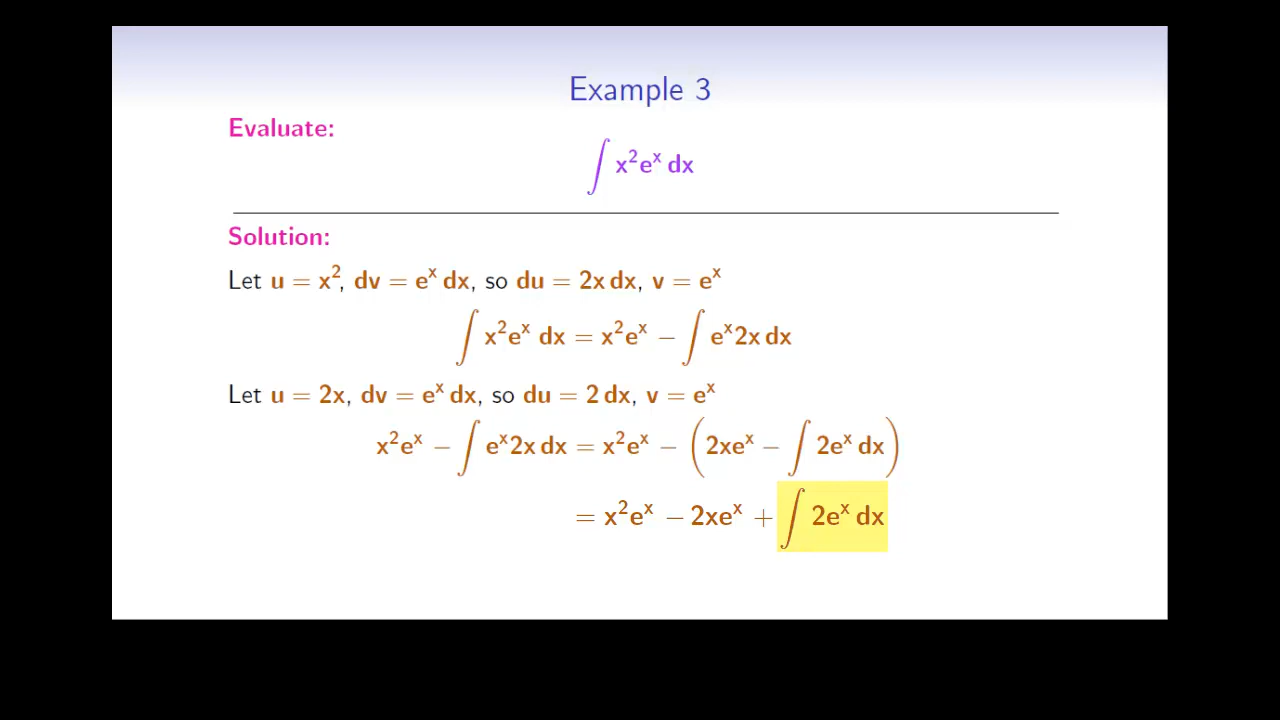 Example 3
Evaluate:
∫ x²eˣ dx
Solution:
Let u = x², dv = eˣ dx, so du = 2x dx, v = eˣ
∫ x²eˣ dx = x²eˣ − ∫ eˣ2x dx
Let u = 2x, dv = eˣ dx, so du = 2 dx, v = eˣ
x²eˣ − ∫ eˣ2x dx = x²eˣ − (2xeˣ − ∫ 2eˣ dx)
= x²eˣ − 2xeˣ + ∫ 2eˣ dx